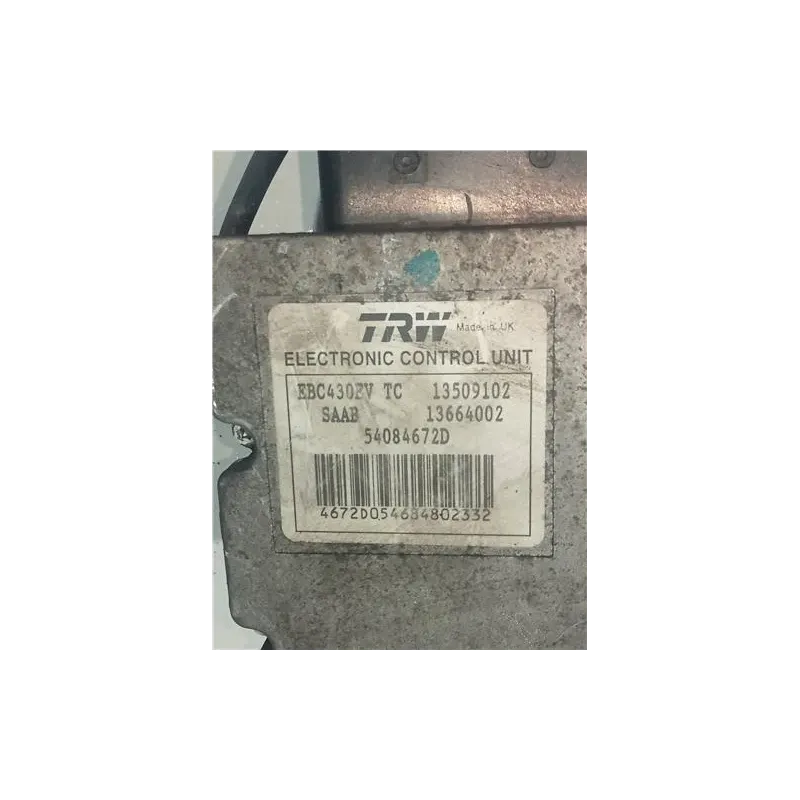 TRW Made in UK
ELECTRONIC CONTROL UNIT
EBC430EV TC 13509102
SAAB 13664002
54084672D
4672D054684802332